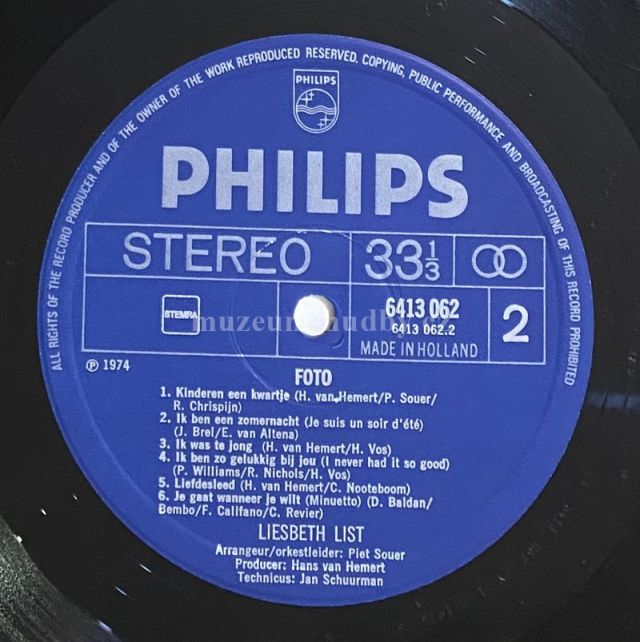 ALL RIGHTS OF THE RECORD PRODUCER AND OF THE OWNER OF THE WORK REPRODUCED RESERVED. COPYING, PUBLIC PERFORMANCE AND BROADCASTING OF THIS RECORD PROHIBITED
PHILIPS
PHILIPS
STEREO 33⅓
STEMRA
6413 062
6413 062.2
2
MADE IN HOLLAND
℗ 1974
FOTO
1. Kinderen een kwartje (H. van Hemert/P. Souer/
R. Chrispijn)
2. Ik ben een zomernacht (Je suis un soir d'été)
(J. Brel/E. van Altena)
3. Ik was te jong (H. van Hemert/H. Vos)
4. Ik ben zo gelukkig bij jou (I never had it so good)
(P. Williams/R. Nichols/H. Vos)
5. Liefdesleed (H. van Hemert/C. Nooteboom)
6. Je gaat wanneer je wilt (Minuetto) (D. Baldan/
Bembo/F. Califano/C. Revier)
LIESBETH LIST
Arrangeur/orkestleider: Piet Souer
Producer: Hans van Hemert
Technicus: Jan Schuurman